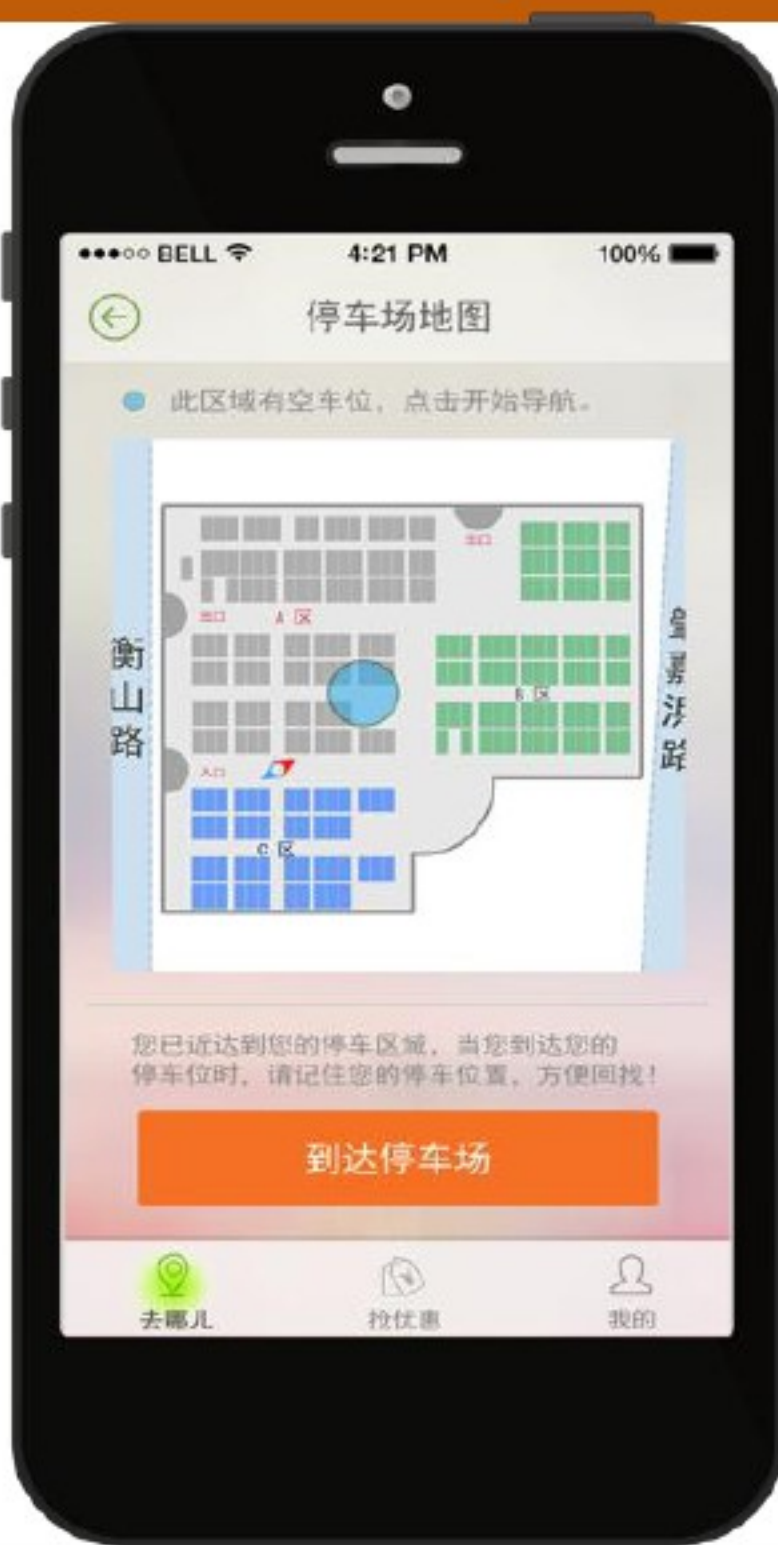 BELL 4:21 PM 100%
停车场地图
此区域有空车位，点击开始导航。
出口
出口 A 区
衡山路
B 区
路
入口
C 区
您已近达到您的停车区域，当您到达您的
停车位时，请记住您的停车位置，方便回找！
到达停车场
去哪儿 抢优惠 我的